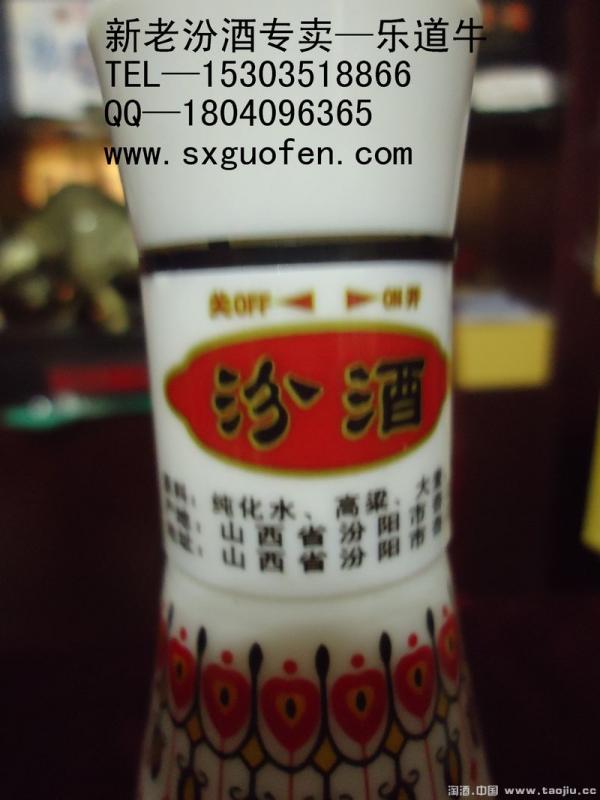 新老汾酒专卖—乐道牛
TEL—15303518866
QQ—1804096365
www.sxguofen.com
关OFF ON开
汾酒
料：纯化水、高粱、大
山西省汾阳市
山西省汾阳市
淘酒.中国 www.taojiu.cc